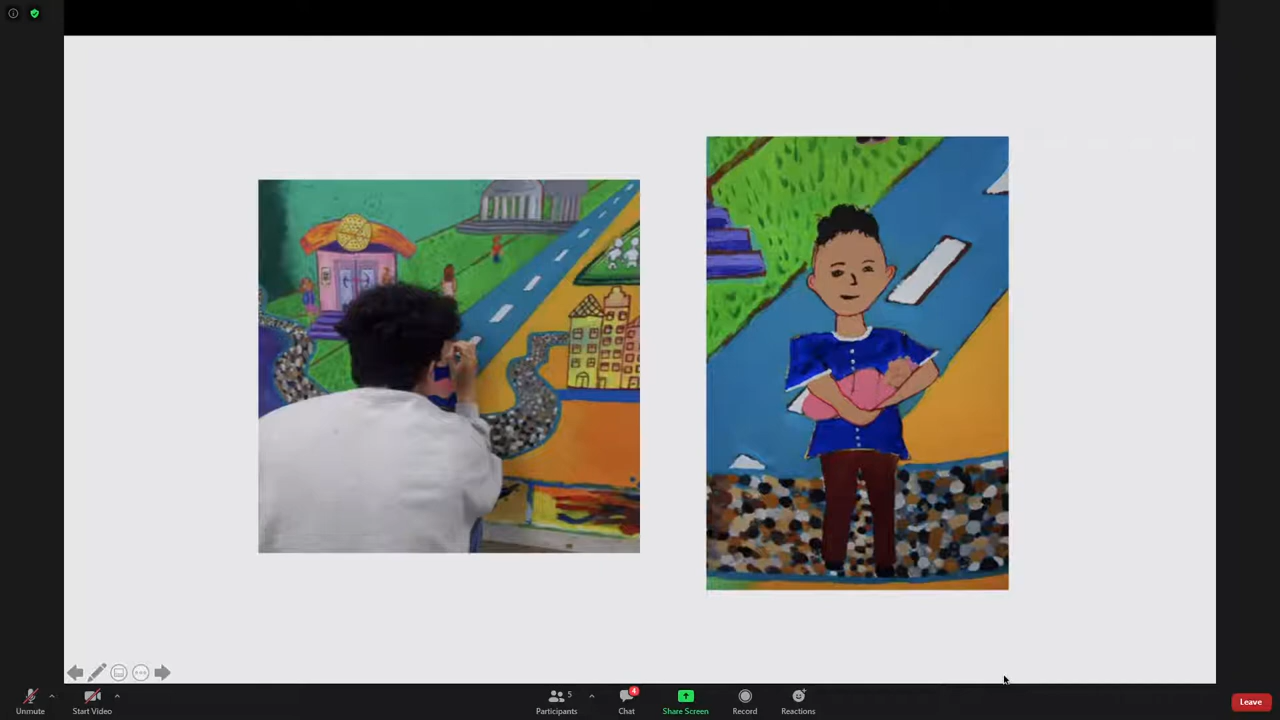 Unmute
Start Video
5
Participants
4
Chat
Share Screen
Record
Reactions
Leave